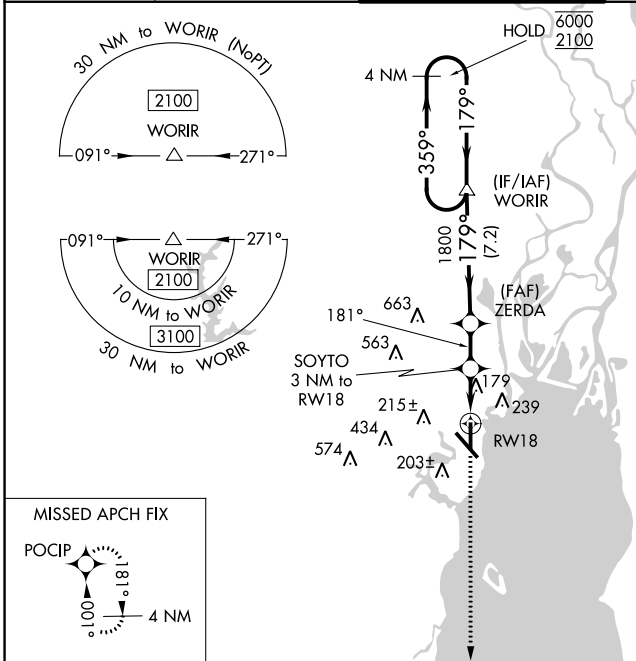 30 NM to WORIR (NoPT)
2100
WORIR
091°
271°
091°
271°
WORIR
2100
10 NM to WORIR
3100
30 NM to WORIR
HOLD
6000
2100
4 NM
359°
179°
(IF/IAF)
WORIR
1800
179°
(7.2)
(FAF)
ZERDA
663
181°
563
SOYTO
3 NM to
RW18
179
239
215±
434
RW18
574
203±
MISSED APCH FIX
POCIP
181°
001°
4 NM